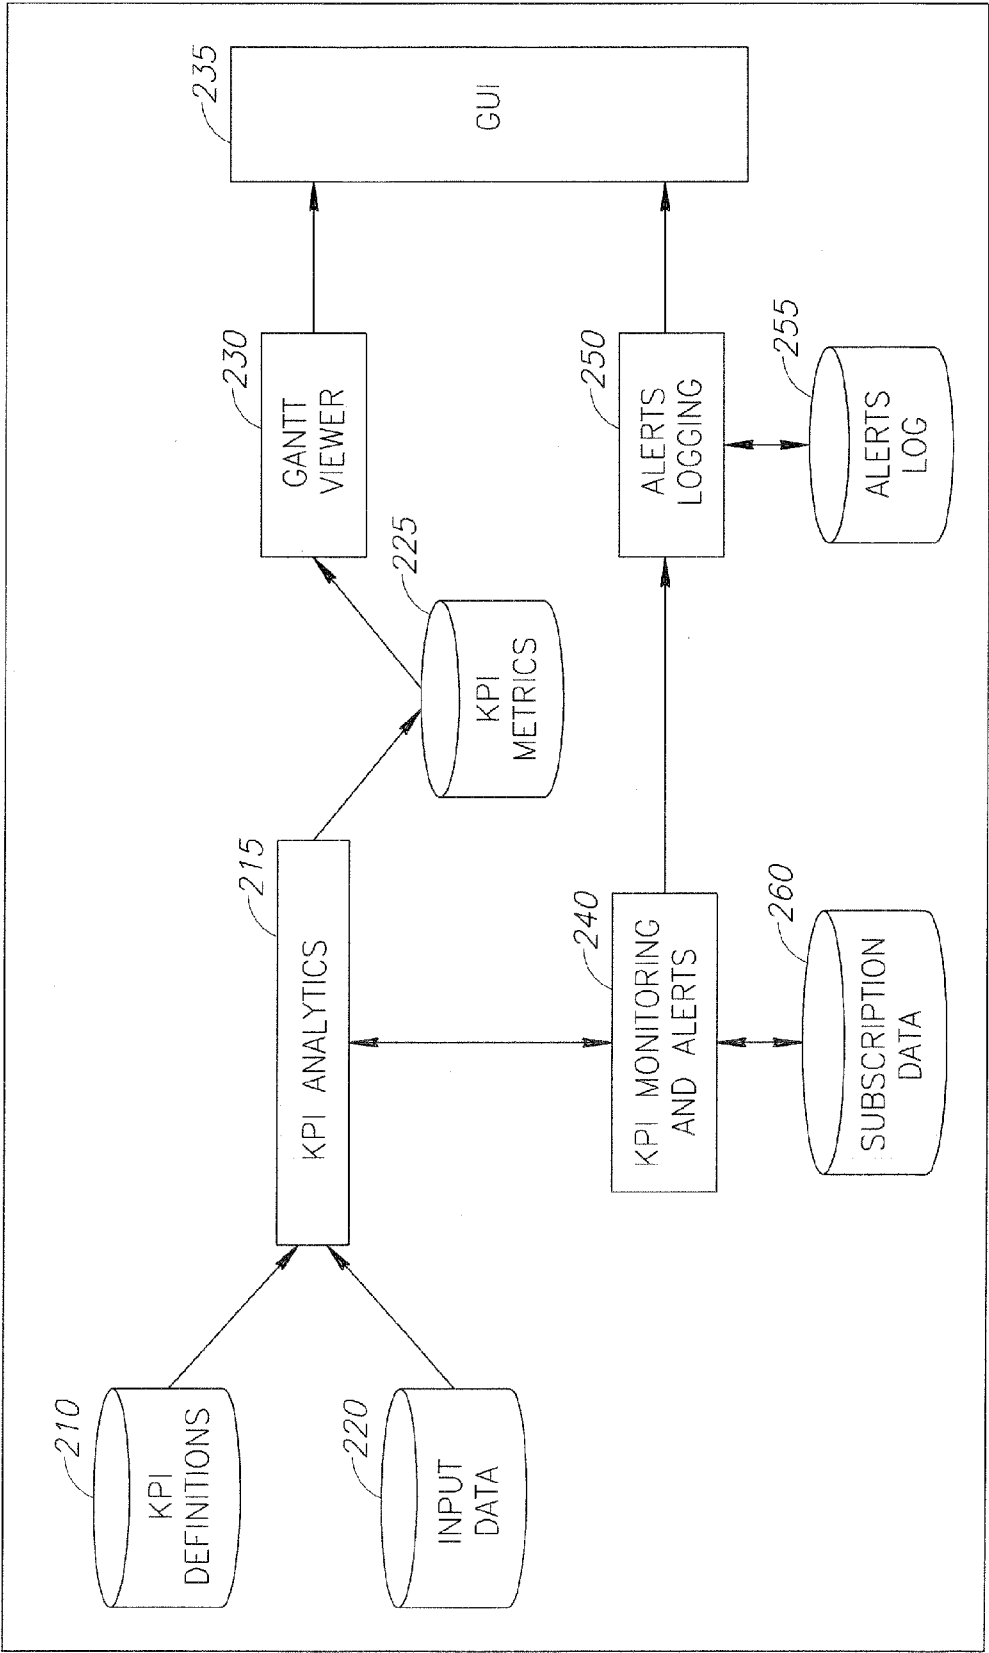 210
KPI
DEFINITIONS
220
INPUT
DATA
215
KPI ANALYTICS
225
KPI
METRICS
230
GANTT
VIEWER
235
GUI
240
KPI MONITORING
AND ALERTS
260
SUBSCRIPTION
DATA
250
ALERTS
LOGGING
255
ALERTS
LOG